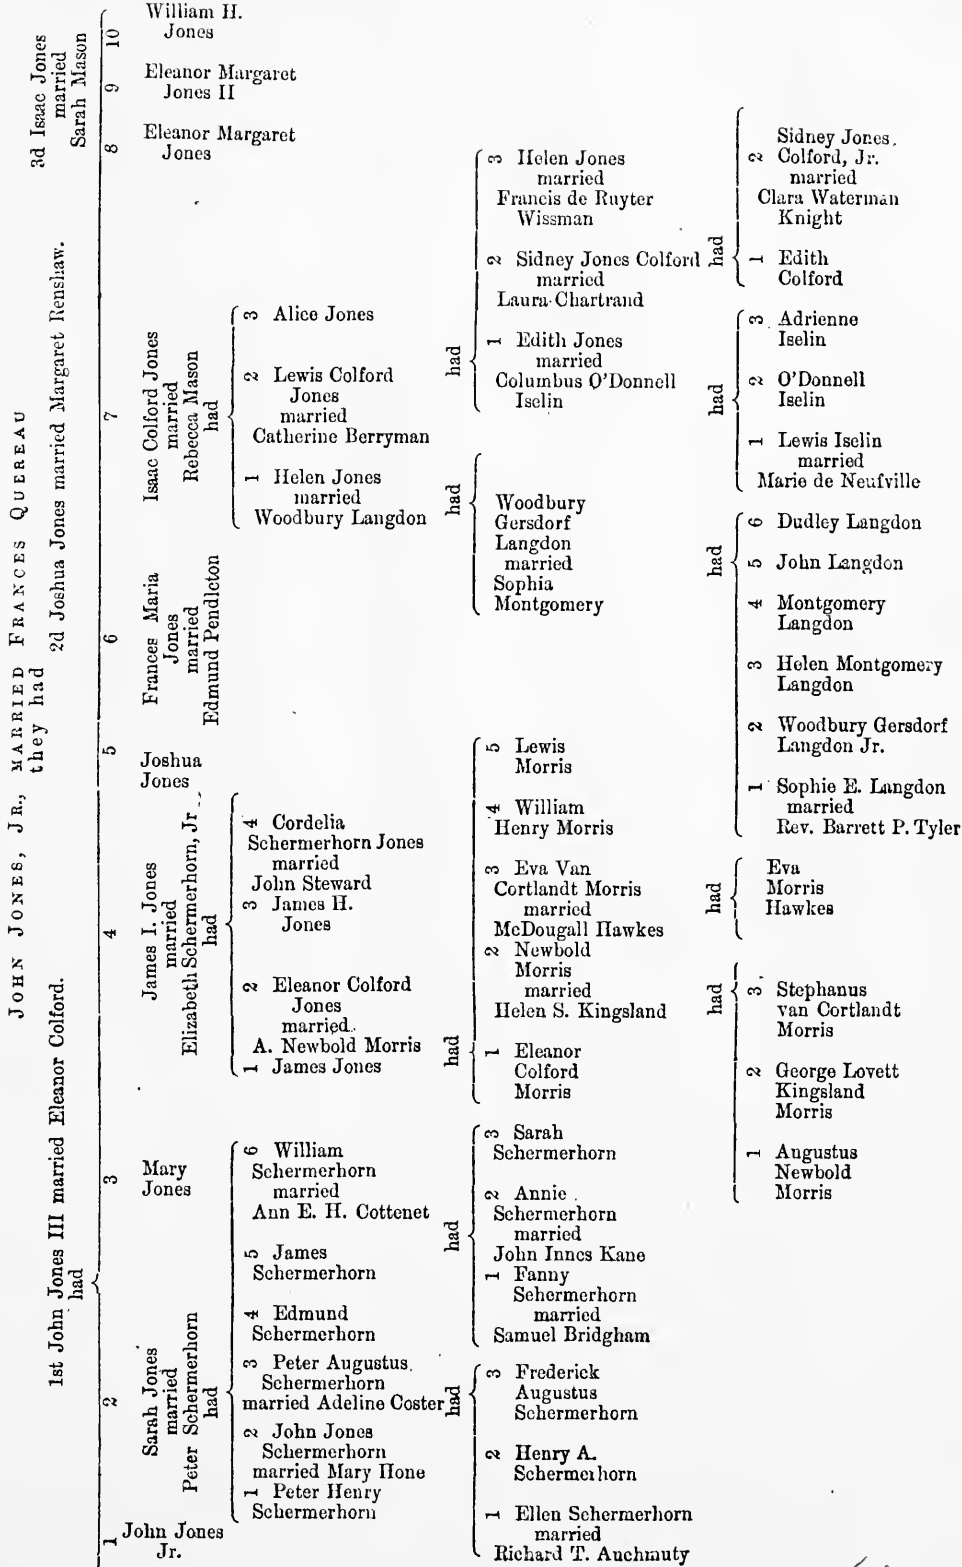 JOHN JONES, JR., MARRIED FRANCES QUEREAU
they had
1st John Jones III married Eleanor Colford.
had
2d Joshua Jones married Margaret Renshaw.
3d Isaac Jones
married
Sarah Mason
10 William H.
Jones
9 Eleanor Margaret
Jones II
8 Eleanor Margaret
Jones
7 Isaac Colford Jones
married
Rebecca Mason
had
6 Frances Maria
Jones
married
Edmund Pendleton
5 Joshua
Jones
4 James I. Jones
married
Elizabeth Schermerhorn, Jr
had
3 Mary
Jones
2 Sarah Jones
married
Peter Schermerhorn
had
1 John Jones
Jr.
3 Alice Jones
2 Lewis Colford
Jones
married
Catherine Berryman
had
1 Helen Jones
married
Woodbury Langdon
had
4 Cordelia
Schermerhorn Jones
married
John Steward
3 James H.
Jones
2 Eleanor Colford
Jones
married.
A. Newbold Morris
had
1 James Jones
6 William
Schermerhorn
married
Ann E. H. Cottenet
had
5 James
Schermerhorn
4 Edmund
Schermerhorn
3 Peter Augustus
Schermerhorn
married Adeline Coster
had
2 John Jones
Schermerhorn
married Mary Hone
1 Peter Henry
Schermerhorn
3 Helen Jones
married
Francis de Ruyter
Wissman
2 Sidney Jones Colford
married
Laura Chartrand
had
1 Edith Jones
married
Columbus O'Donnell
Iselin
had
Woodbury
Gersdorf
Langdon
married
Sophia
Montgomery
had
5 Lewis
Morris
4 William
Henry Morris
3 Eva Van
Cortlandt Morris
married
McDougall Hawkes
had
2 Newbold
Morris
married
Helen S. Kingsland
had
1 Eleanor
Colford
Morris
3 Sarah
Schermerhorn
2 Annie
Schermerhorn
married
John Innes Kane
1 Fanny
Schermerhorn
married
Samuel Bridgham
3 Frederick
Augustus
Schermerhorn
2 Henry A.
Schermerhorn
1 Ellen Schermerhorn
married
Richard T. Auchmuty
2 Sidney Jones
Colford, Jr.
married
Clara Waterman
Knight
1 Edith
Colford
3 Adrienne
Iselin
2 O'Donnell
Iselin
1 Lewis Iselin
married
Marie de Neufville
6 Dudley Langdon
5 John Langdon
4 Montgomery
Langdon
3 Helen Montgomery
Langdon
2 Woodbury Gersdorf
Langdon Jr.
1 Sophie E. Langdon
married
Rev. Barrett P. Tyler
Eva
Morris
Hawkes
3 Stephanus
van Cortlandt
Morris
2 George Lovett
Kingsland
Morris
1 Augustus
Newbold
Morris